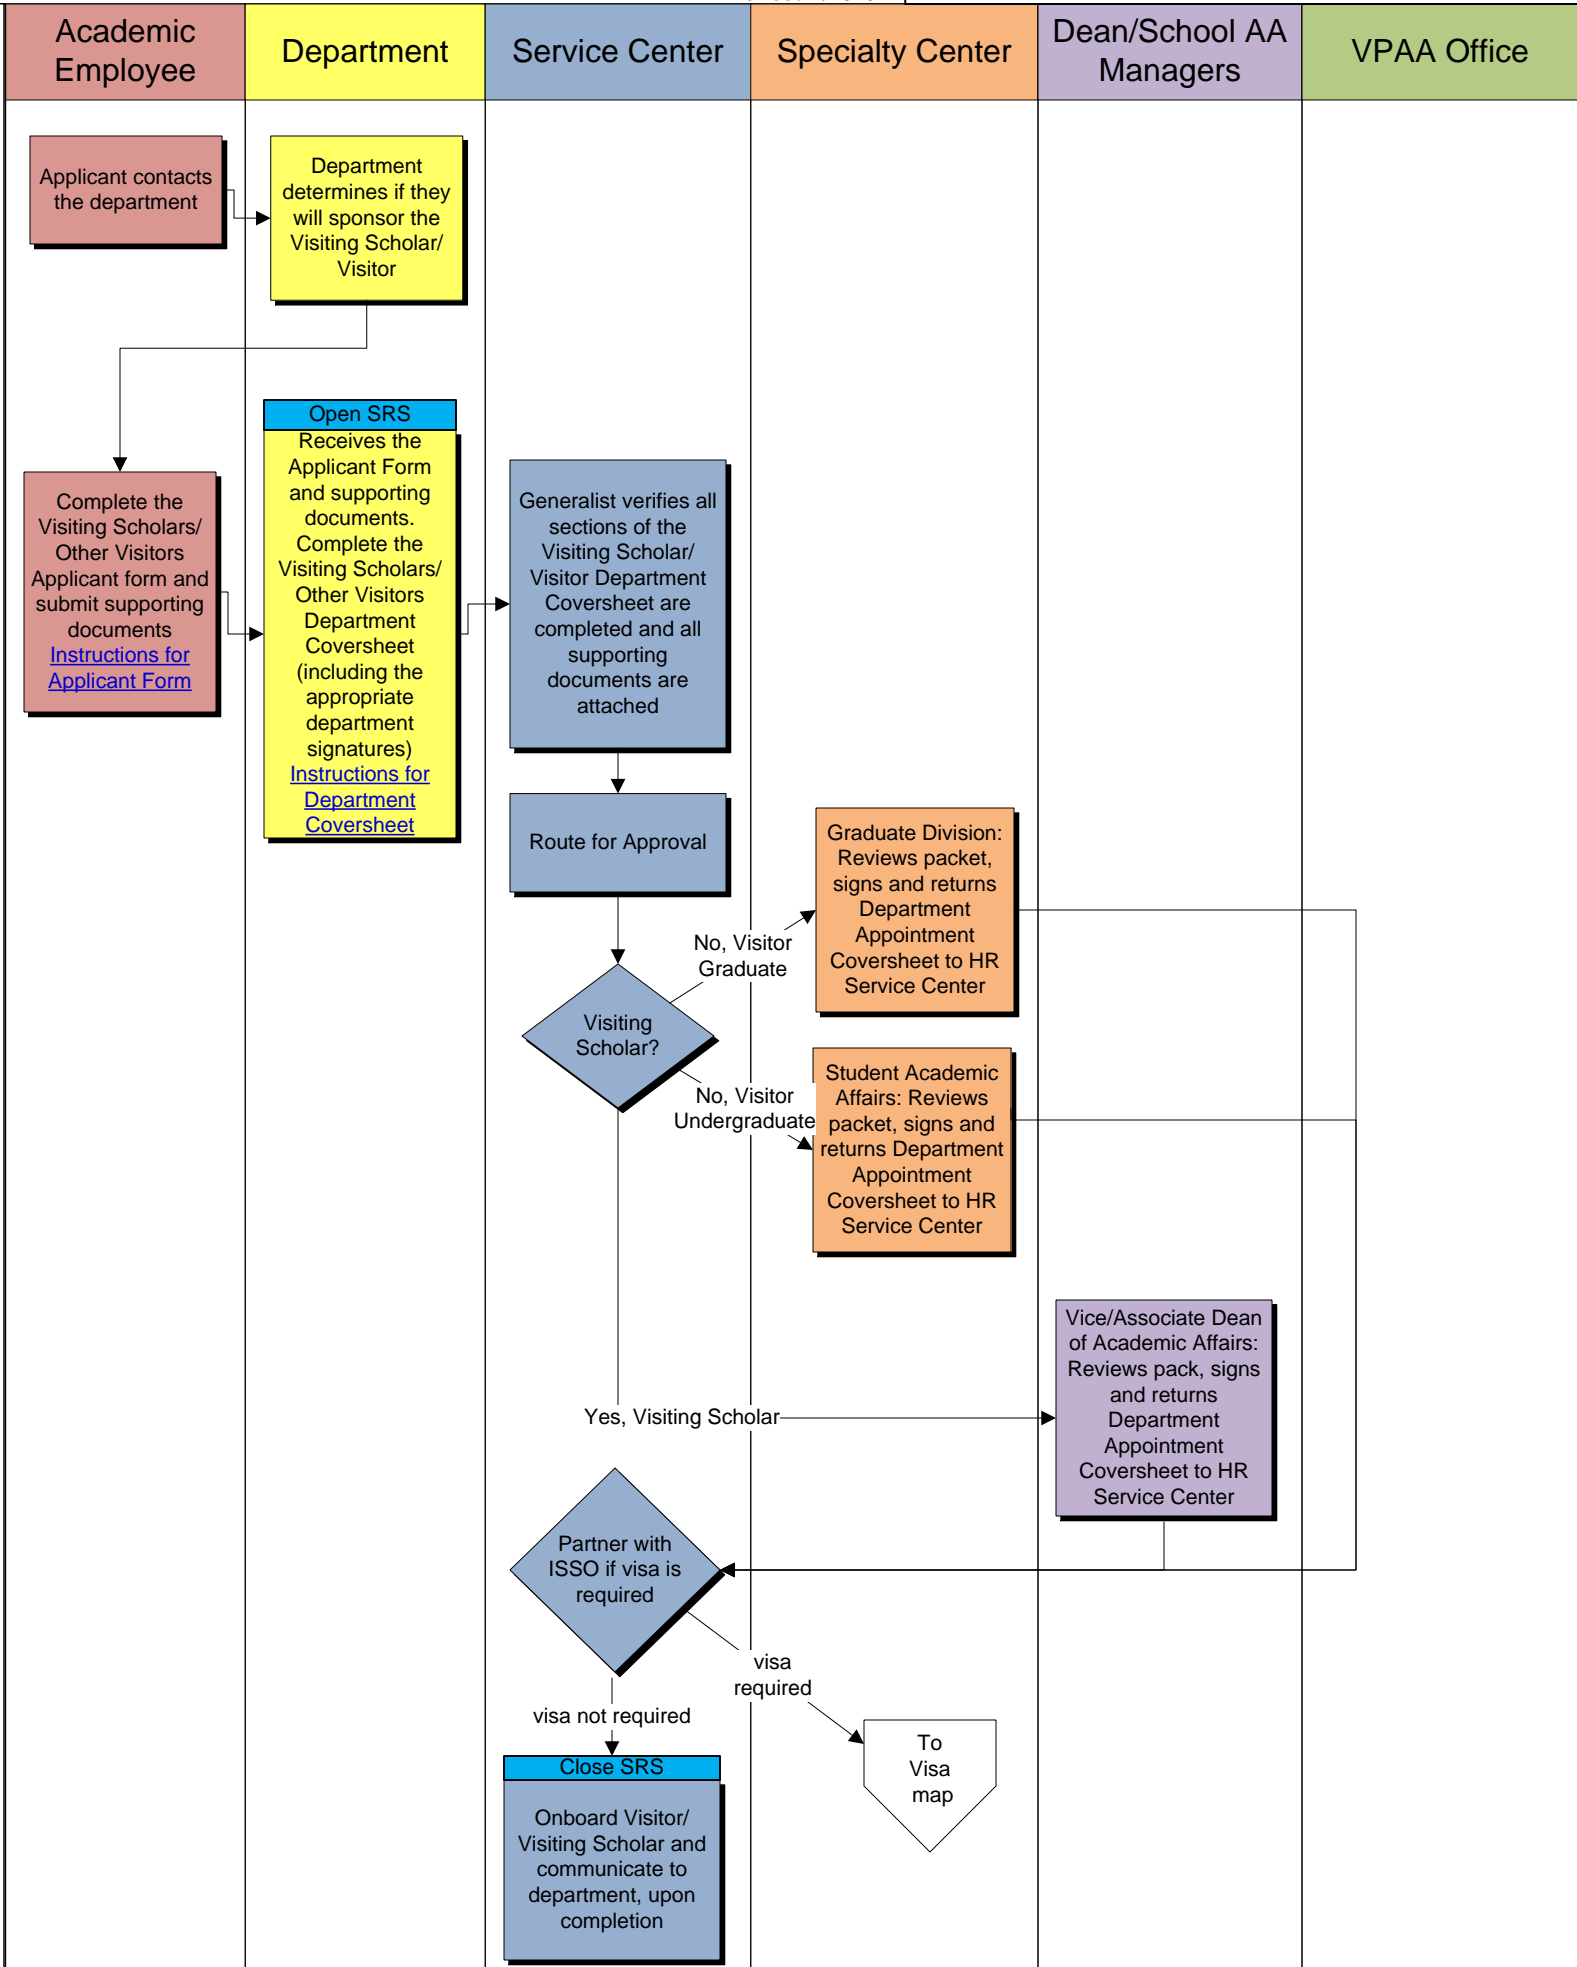 Academic
Employee
Department
Service Center
Specialty Center
Dean/School AA
Managers
VPAA Office
Applicant contacts
the department
Department
determines if they
will sponsor the
Visiting Scholar/
Visitor
Complete the
Visiting Scholars/
Other Visitors
Applicant form and
submit supporting
documents
Instructions for
Applicant Form
Open SRS
Receives the
Applicant Form
and supporting
documents.
Complete the
Visiting Scholars/
Other Visitors
Department
Coversheet
(including the
appropriate
department
signatures)
Instructions for
Department
Coversheet
Generalist verifies all
sections of the
Visiting Scholar/
Visitor Department
Coversheet are
completed and all
supporting
documents are
attached
Route for Approval
Visiting
Scholar?
No, Visitor
Graduate
Graduate Division:
Reviews packet,
signs and returns
Department
Appointment
Coversheet to HR
Service Center
No, Visitor
Undergraduate
Student Academic
Affairs: Reviews
packet, signs and
returns Department
Appointment
Coversheet to HR
Service Center
Yes, Visiting Scholar
Vice/Associate Dean
of Academic Affairs:
Reviews pack, signs
and returns
Department
Appointment
Coversheet to HR
Service Center
Partner with
ISSO if visa is
required
visa
required
To
Visa
map
visa not required
Close SRS
Onboard Visitor/
Visiting Scholar and
communicate to
department, upon
completion